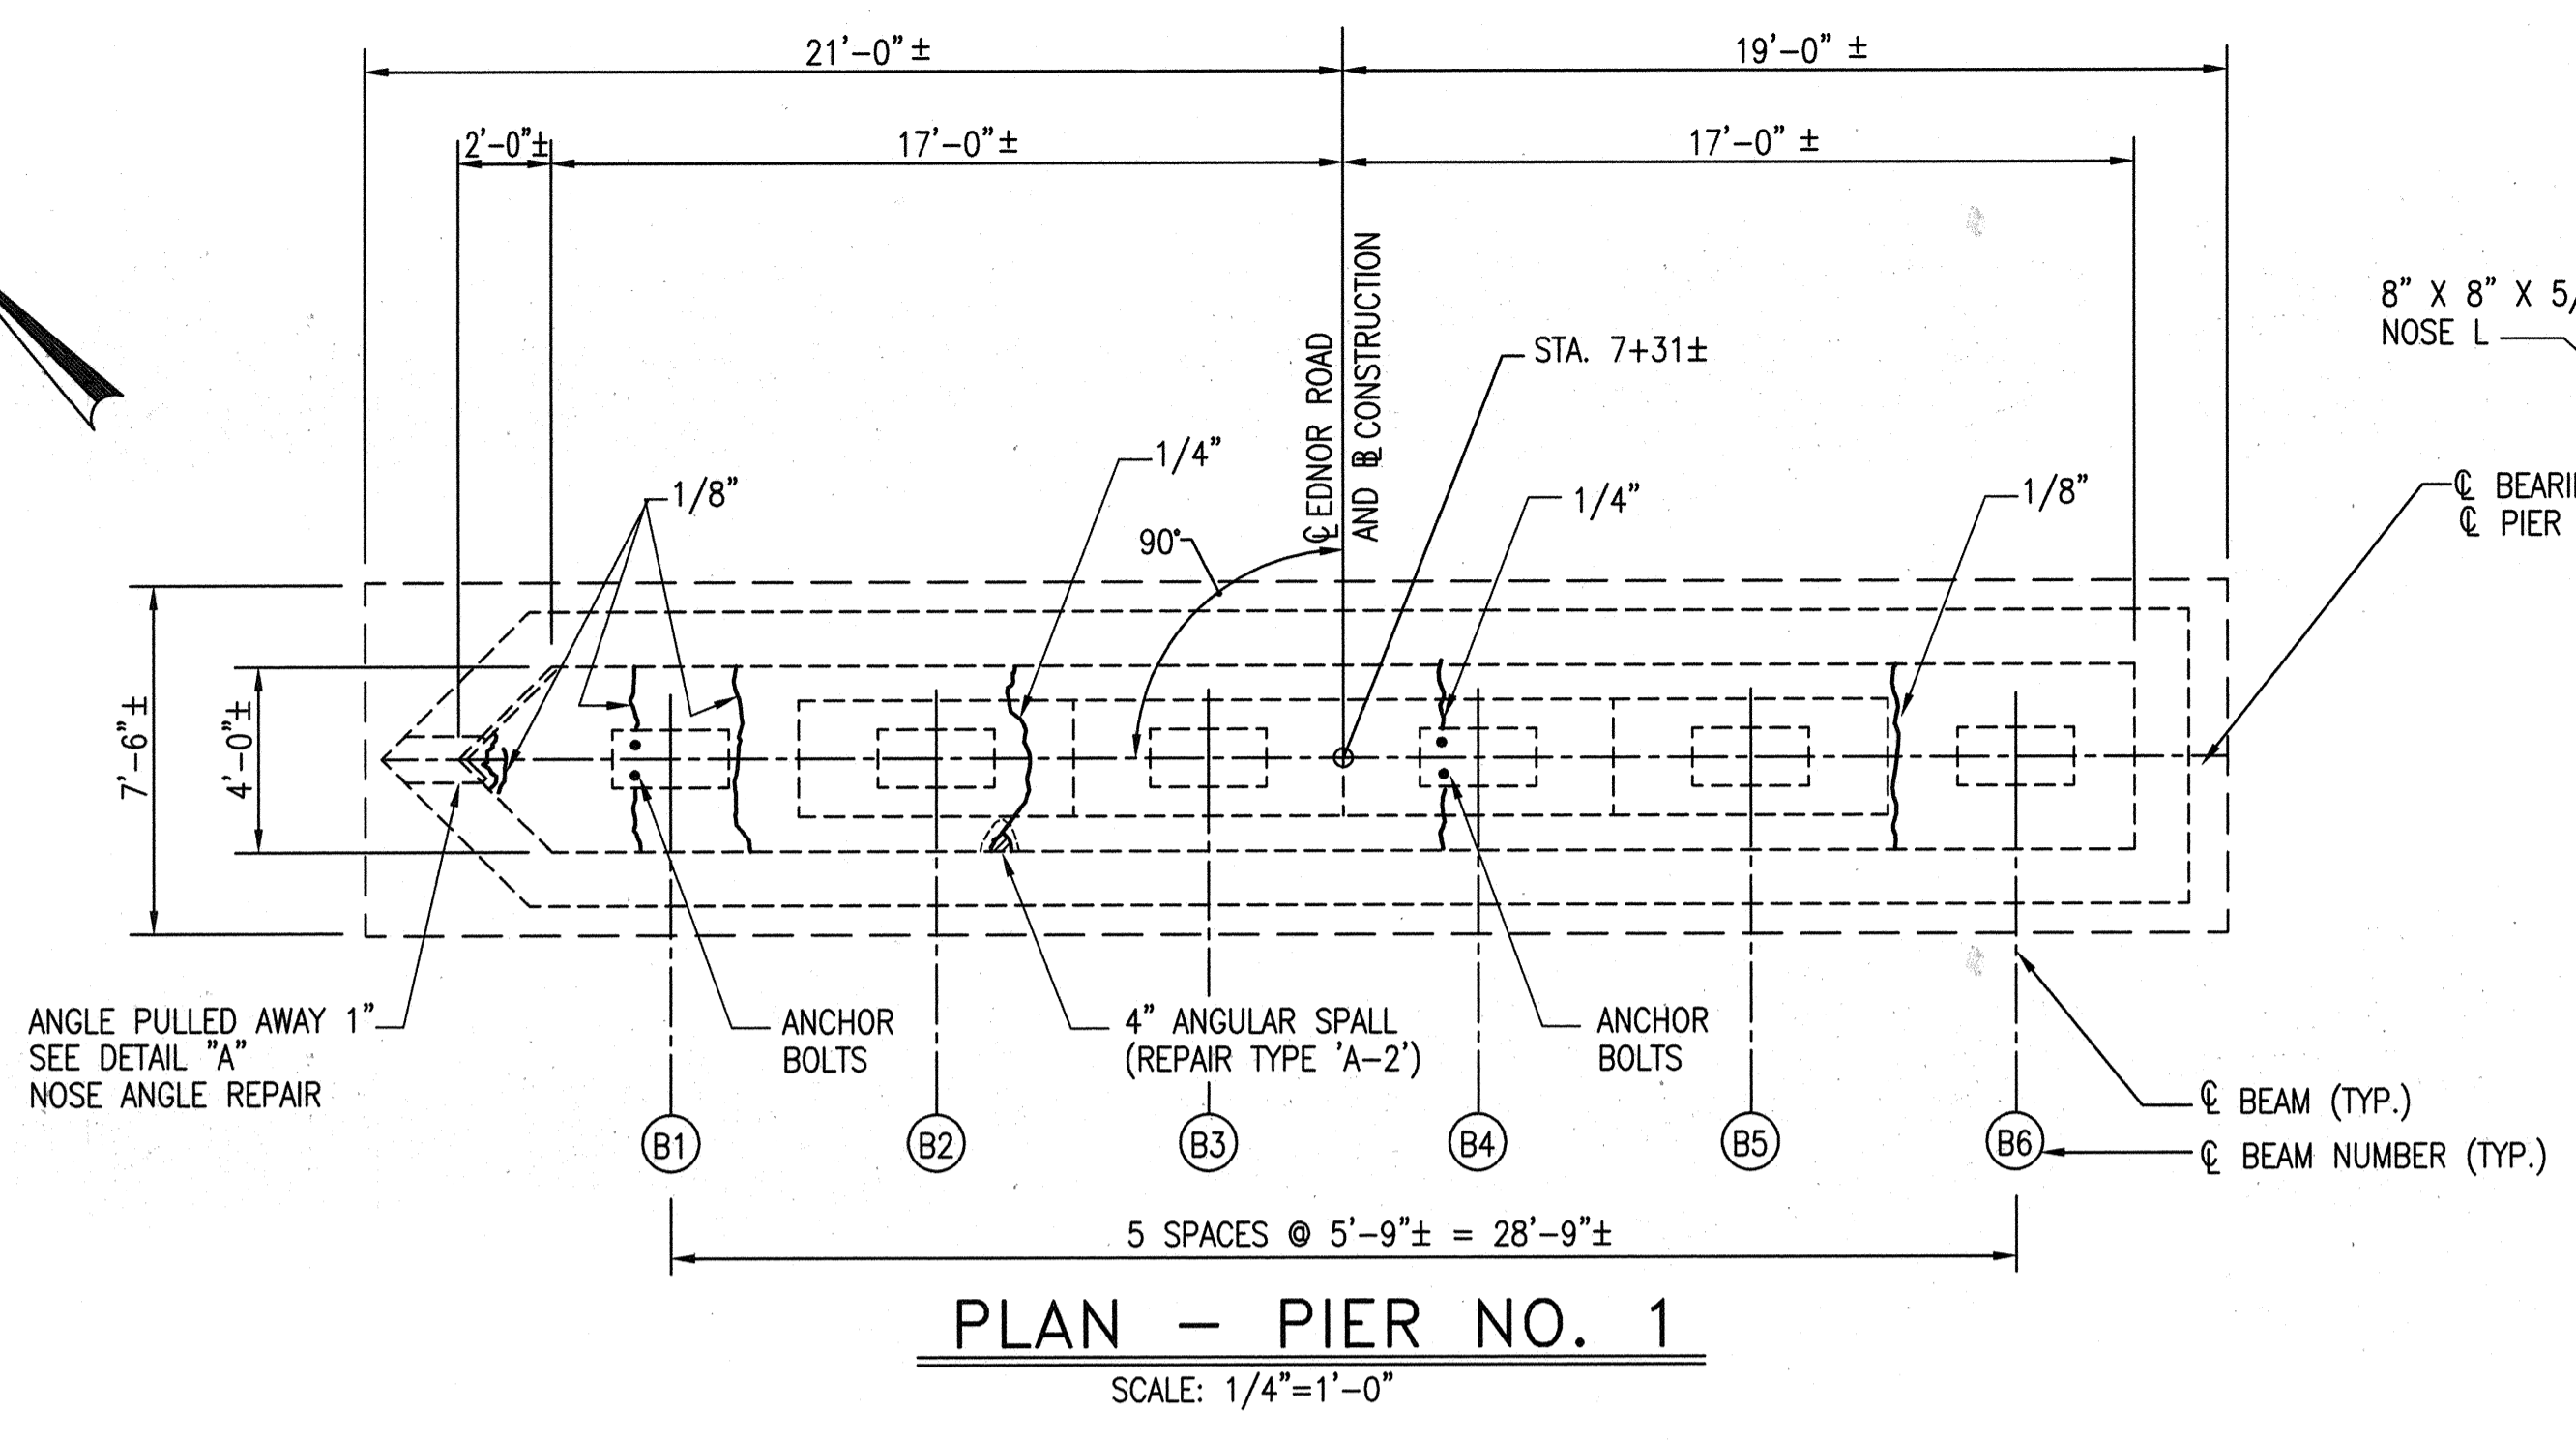 21'-0"±
19'-0" ±
2'-0"±
17'-0"±
17'-0" ±
℄ EDNOR ROAD
AND ℄ CONSTRUCTION
STA. 7+31±
8" X 8" X 5/
NOSE L
1/8"
1/4"
90°
1/4"
1/8"
℄
℄ PIER
7'-6"±
4'-0"±
ANGLE PULLED AWAY 1"
SEE DETAIL "A"
NOSE ANGLE REPAIR
ANCHOR
BOLTS
4" ANGULAR SPALL
(REPAIR TYPE 'A-2')
ANCHOR
BOLTS
℄ BEAM (TYP.)
℄ BEAM NUMBER (TYP.)
B1
B2
B3
B4
B5
B6
5 SPACES @ 5'-9"± = 28'-9"±
PLAN - PIER NO. 1
SCALE: 1/4"=1'-0"